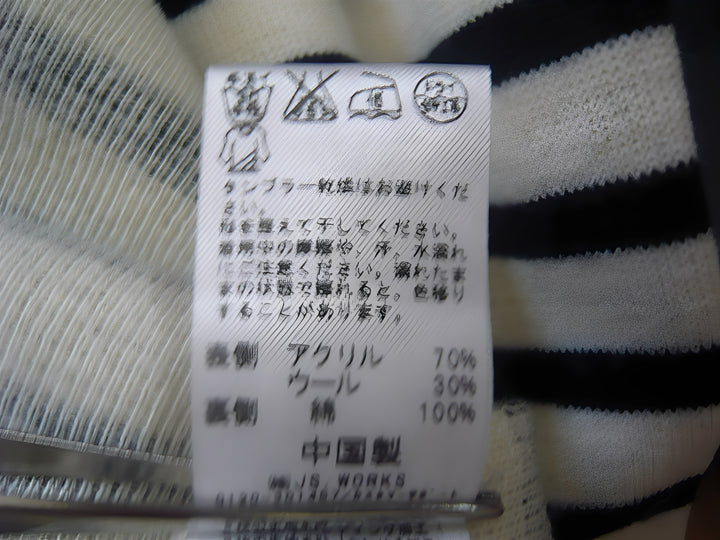 タンブラー乾燥はお避けくだ
さい。
形を整えて干してください。
着用中の摩擦や、汗、水濡れ
にご注意ください。濡れたま
まの状態で擦れると、色移り
することがあります。
表側 アクリル 70%
ウール 30%
裏側 綿 100%
中国製
㈱JS.WORKS
0120